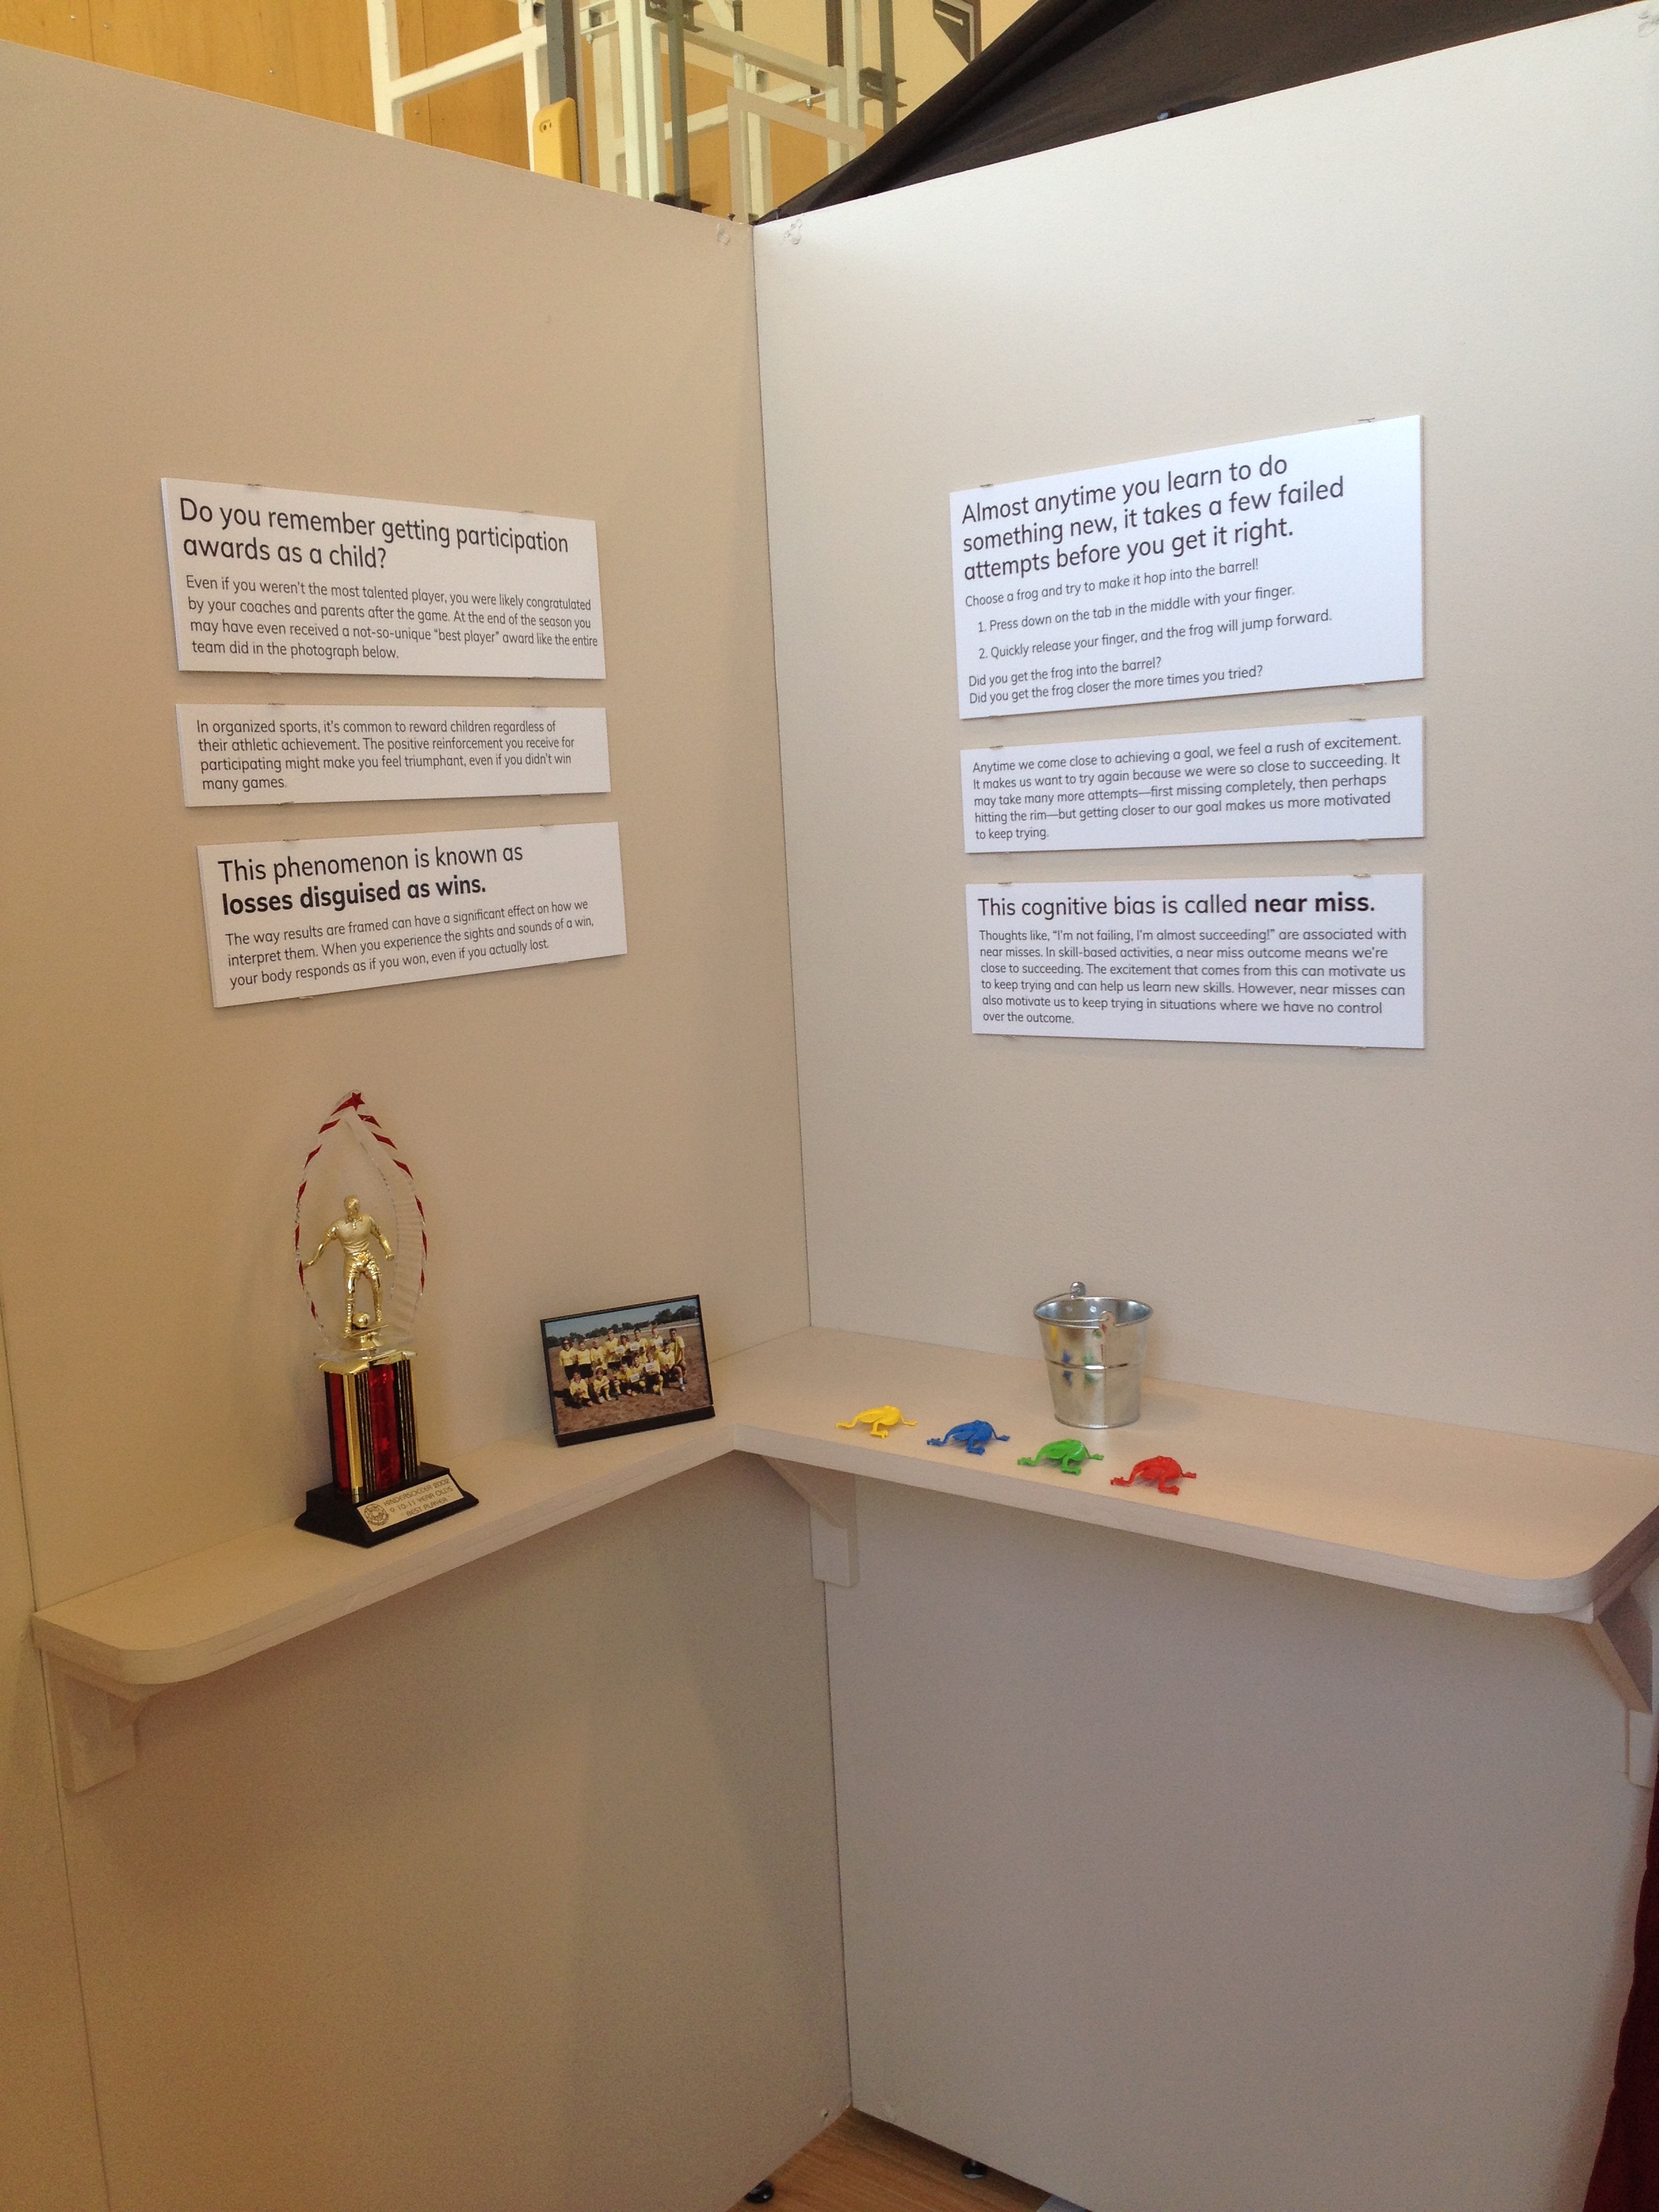 Do you remember getting participation
awards as a child?
Even if you weren't the most talented player, you were likely congratulated
by your coaches and parents after the game. At the end of the season you
may have even received a not-so-unique "best player" award like the entire
team did in the photograph below.
In organized sports, it's common to reward children regardless of
their athletic achievement. The positive reinforcement you receive for
participating might make you feel triumphant, even if you didn't win
many games.
This phenomenon is known as
losses disguised as wins.
The way results are framed can have a significant effect on how we
interpret them. When you experience the sights and sounds of a win,
your body responds as if you won, even if you actually lost.
Almost anytime you learn to do
something new, it takes a few failed
attempts before you get it right.
Choose a frog and try to make it hop into the barrel!
1. Press down on the tab in the middle with your finger.
2. Quickly release your finger, and the frog will jump forward.
Did you get the frog into the barrel?
Did you get the frog closer the more times you tried?
Anytime we come close to achieving a goal, we feel a rush of excitement.
It makes us want to try again because we were so close to succeeding. It
may take many more attempts—first missing completely, then perhaps
hitting the rim—but getting closer to our goal makes us more motivated
to keep trying.
This cognitive bias is called near miss.
Thoughts like, "I'm not failing, I'm almost succeeding!" are associated with
near misses. In skill-based activities, a near miss outcome means we're
close to succeeding. The excitement that comes from this can motivate us
to keep trying and can help us learn new skills. However, near misses can
also motivate us to keep trying in situations where we have no control
over the outcome.
10-11 YEAR OLDS
BEST PLAYER